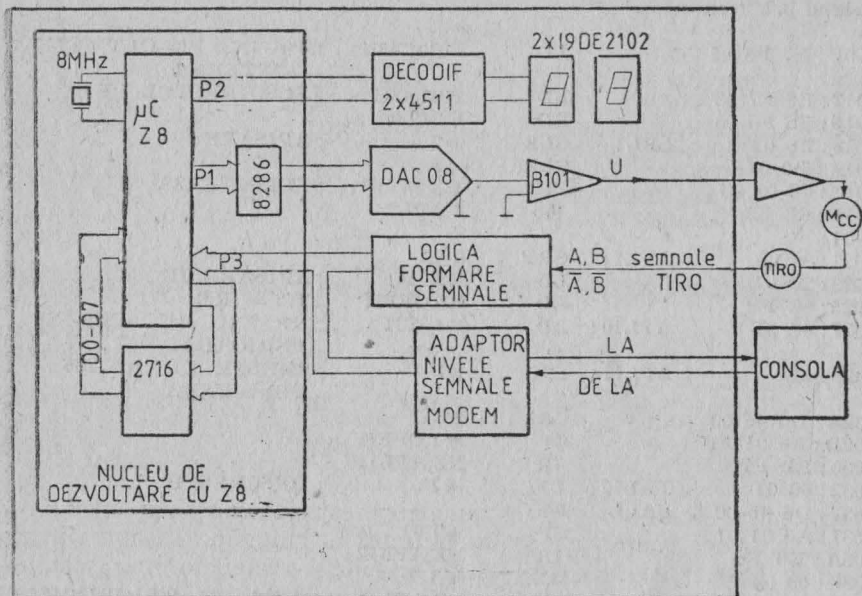 8MHz
µC
Z8
P2
DECODIF
2x4511
2x19DE2102
P1
8286
DAC 08
β101
U
MCC
P3
LOGICA
FORMARE
SEMNALE
A, B
A̅, B̅
semnale
TIRO
TIRO
D0-D7
2716
ADAPTOR
NIVELE
SEMNALE
MODEM
LA
DE LA
CONSOLA
NUCLEU DE
DEZVOLTARE CU Z8